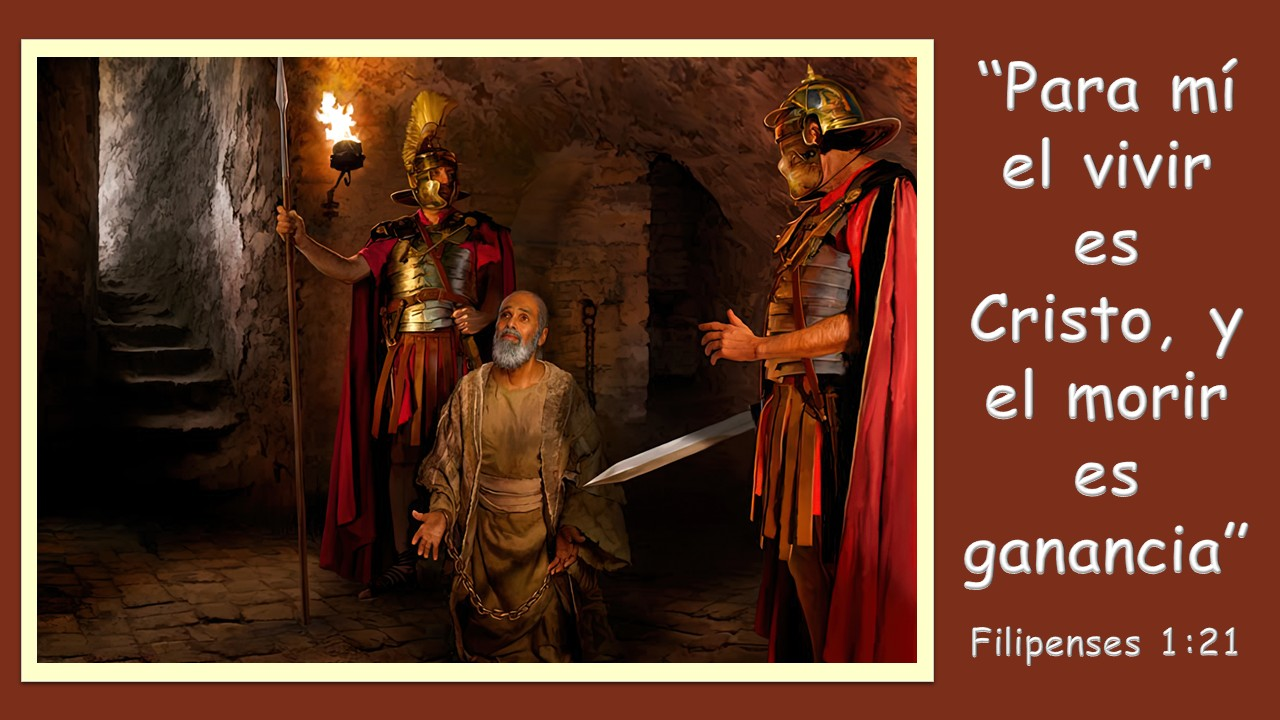 “Para mí
el vivir
es
Cristo, y
el morir
es
ganancia”
Filipenses 1:21